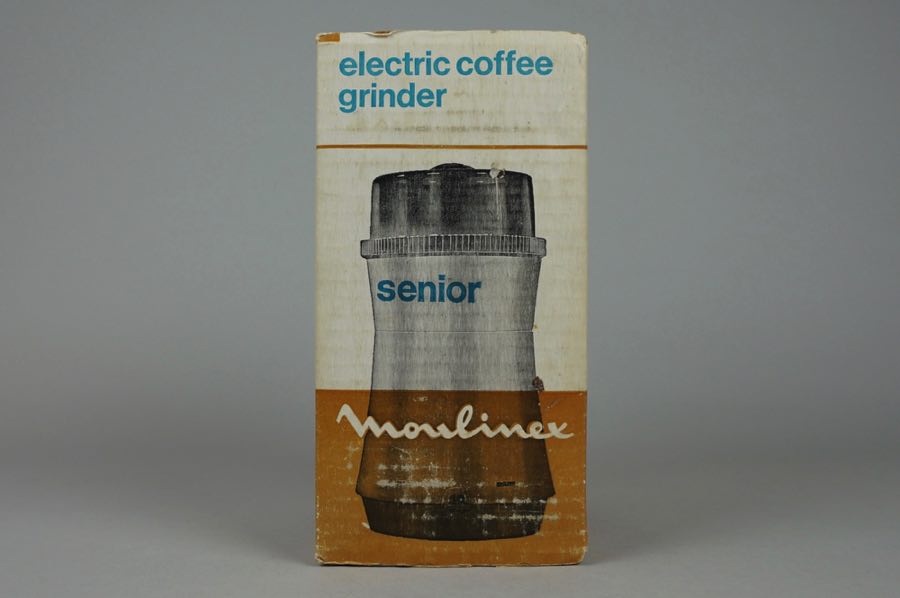 electric coffee
grinder
senior
Moulinex